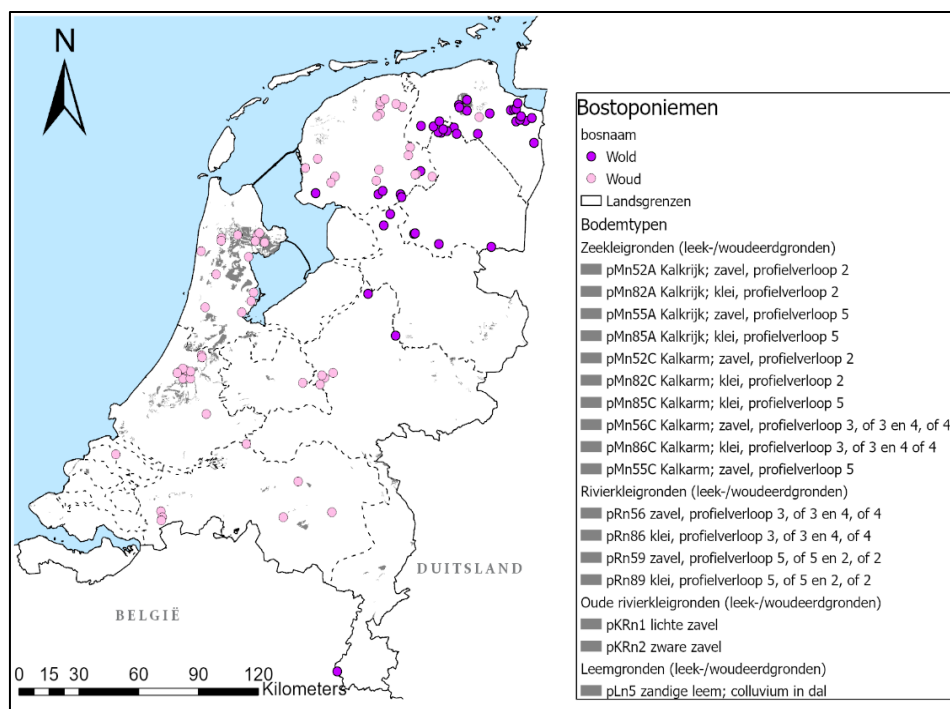 N
DUITSLAND
BELGIË
0 15 30 60 90 120
Kilometers
Bostoponiemen
bosnaam
Wold
Woud
Landsgrenzen
Bodemtypen
Zeekleigronden (leek-/woudeerdgronden)
pMn52A Kalkrijk; zavel, profielverloop 2
pMn82A Kalkrijk; klei, profielverloop 2
pMn55A Kalkrijk; zavel, profielverloop 5
pMn85A Kalkrijk; klei, profielverloop 5
pMn52C Kalkarm; zavel, profielverloop 2
pMn82C Kalkarm; klei, profielverloop 2
pMn85C Kalkarm; klei, profielverloop 5
pMn56C Kalkarm; zavel, profielverloop 3, of 3 en 4, of 4
pMn86C Kalkarm; klei, profielverloop 3, of 3 en 4 of 4
pMn55C Kalkarm; zavel, profielverloop 5
Rivierkleigronden (leek-/woudeerdgronden)
pRn56 zavel, profielverloop 3, of 3 en 4, of 4
pRn86 klei, profielverloop 3, of 3 en 4, of 4
pRn59 zavel, profielverloop 5, of 5 en 2, of 2
pRn89 klei, profielverloop 5, of 5 en 2, of 2
Oude rivierkleigronden (leek-/woudeerdgronden)
pKRn1 lichte zavel
pKRn2 zware zavel
Leemgronden (leek-/woudeerdgronden)
pLn5 zandige leem; colluvium in dal